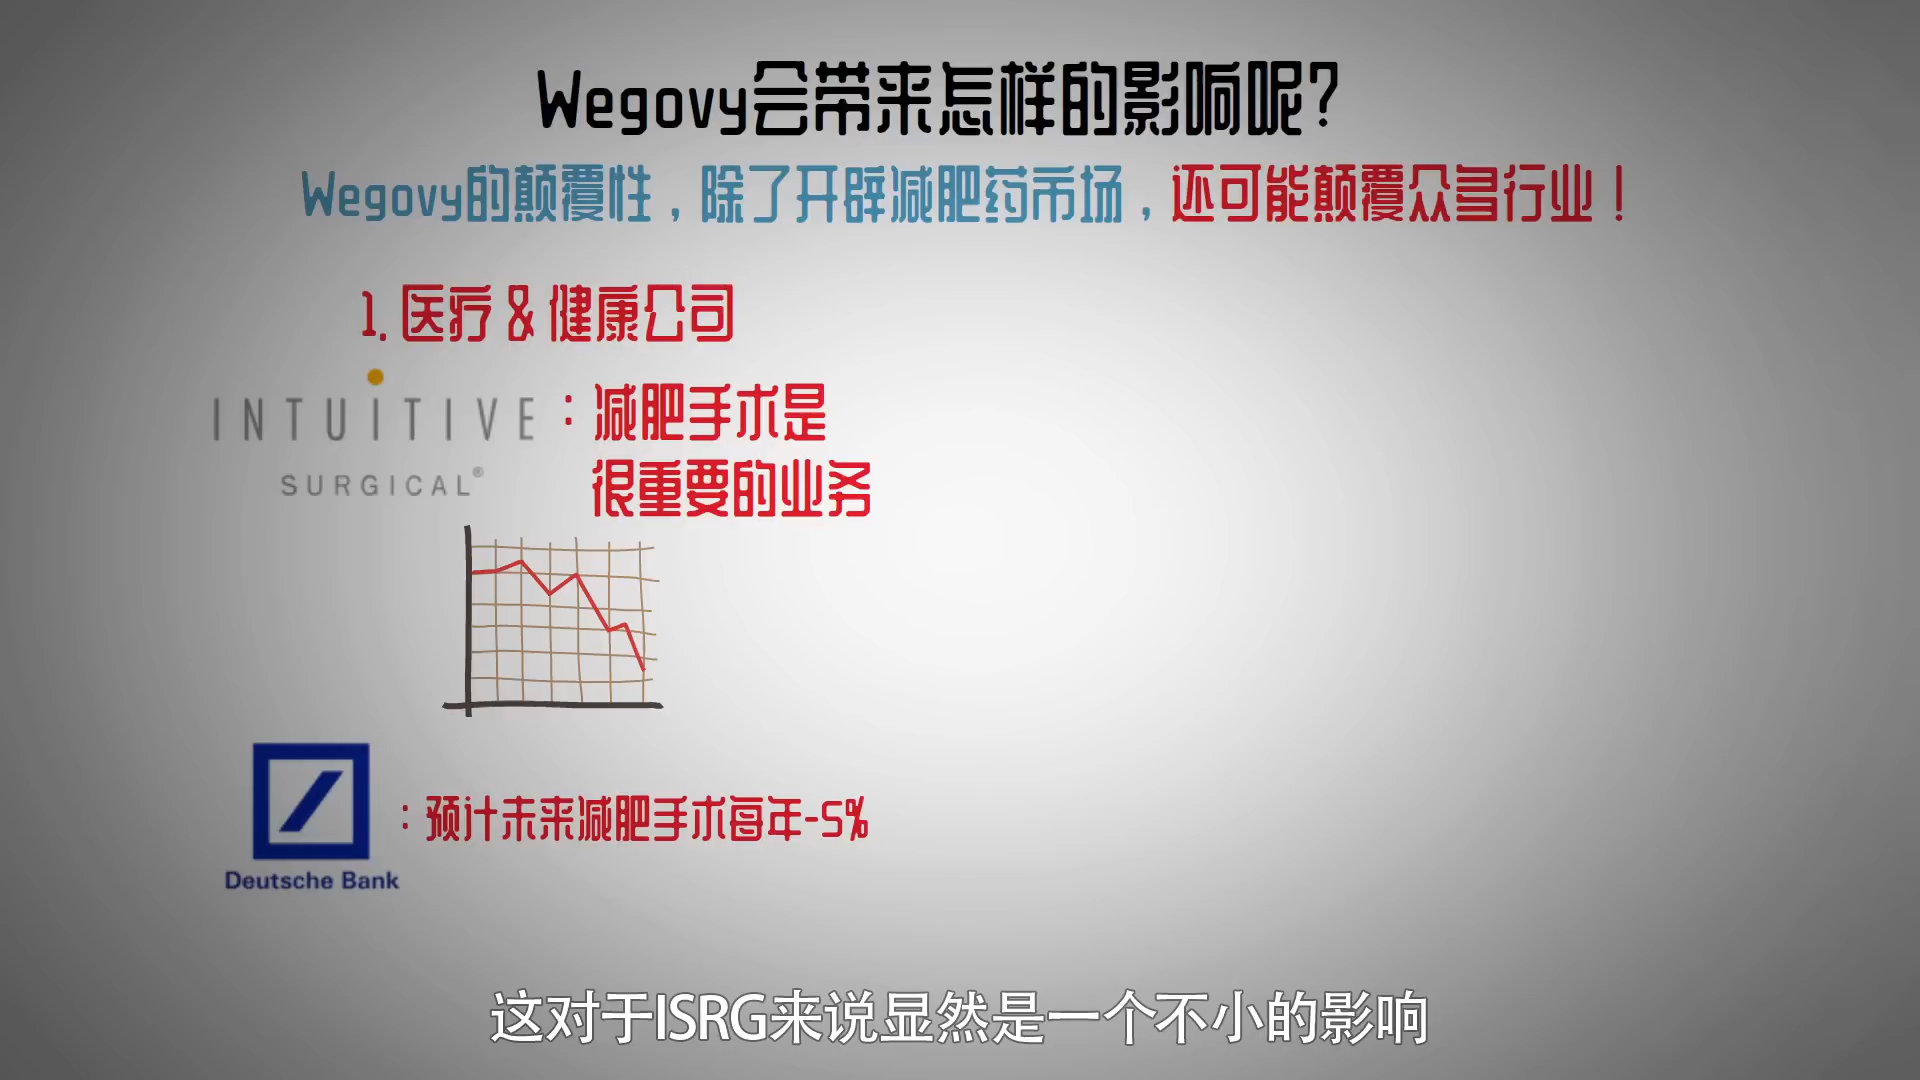 Wegovy会带来怎样的影响呢?
Wegovy的颠覆性，除了开辟减肥药市场，还可能颠覆众多行业！
1. 医疗 & 健康公司
INTUITIVE
SURGICAL®
：减肥手术是
很重要的业务
Deutsche Bank
：预计未来减肥手术每年-5%
这对于ISRG来说显然是一个不小的影响